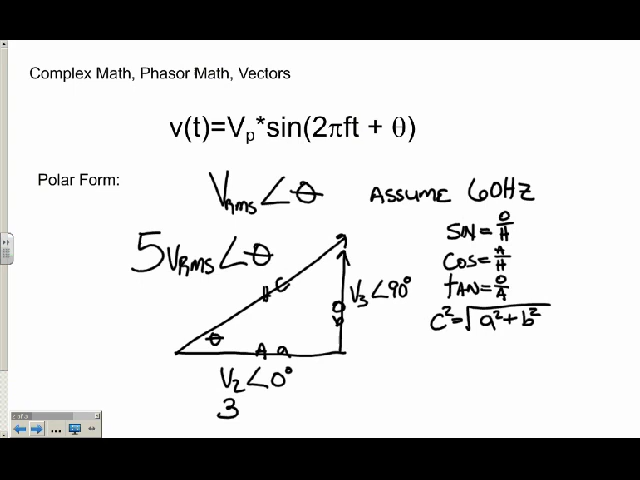 Complex Math, Phasor Math, Vectors
v(t)=Vp*sin(2πft + θ)
Polar Form:
VRMS∠θ
ASSUME 60HZ
SIN = O/H
COS = A/H
TAN = O/A
C² = √a² + b²
5VRMS∠θ
H C
V3∠90°
O b
θ
A a
V2∠0°
3